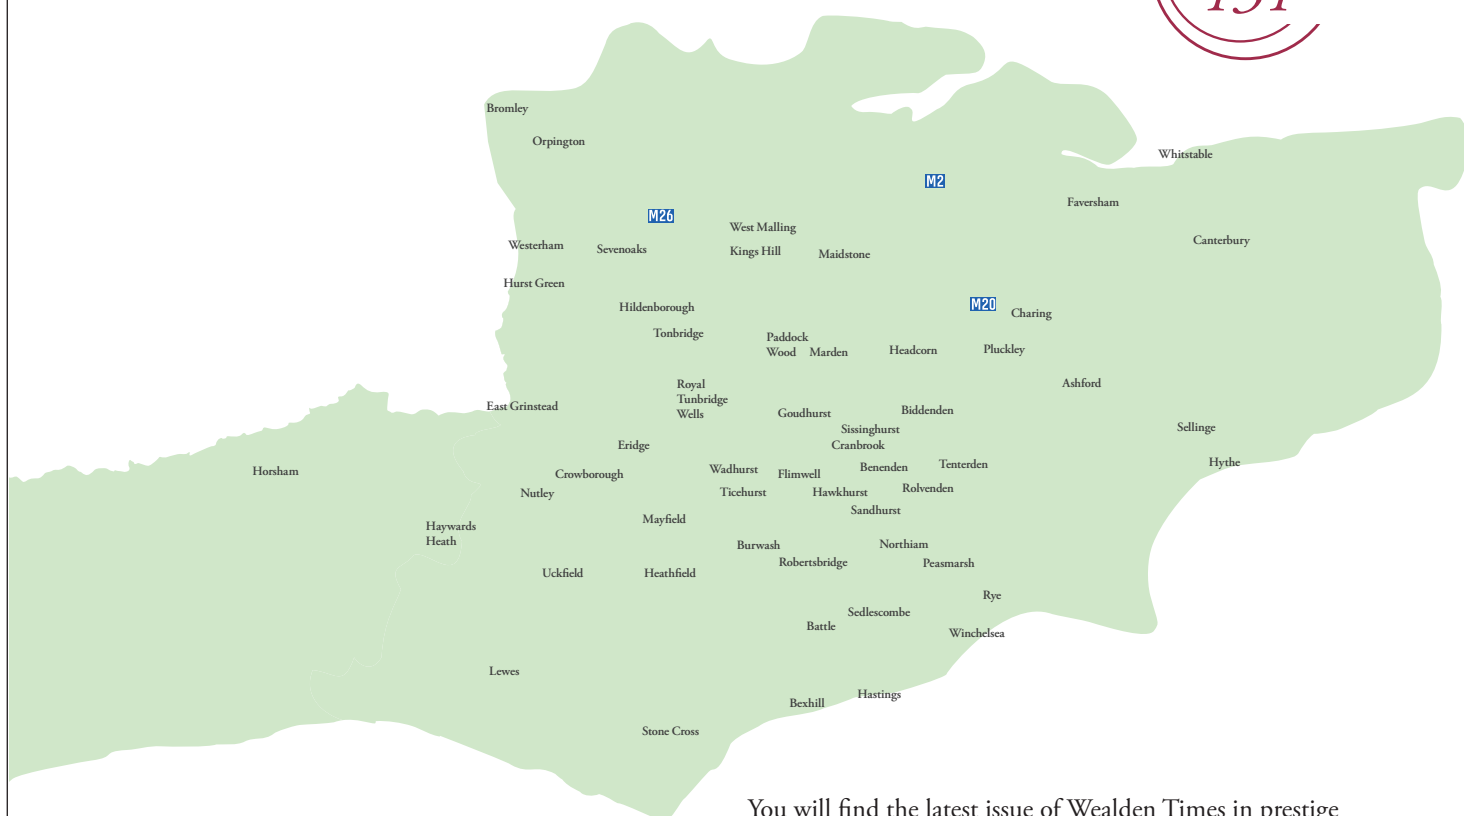 131
Bromley
Orpington
Whitstable
M2
Faversham
M26
West Malling
Canterbury
Westerham
Sevenoaks
Kings Hill
Maidstone
Hurst Green
M20
Hildenborough
Charing
Tonbridge
Paddock
Wood
Marden
Headcorn
Pluckley
Royal
Tunbridge
Wells
Ashford
East Grinstead
Goudhurst
Biddenden
Sissinghurst
Sellinge
Eridge
Cranbrook
Hythe
Horsham
Crowborough
Wadhurst
Flimwell
Benenden
Tenterden
Nutley
Ticehurst
Hawkhurst
Rolvenden
Sandhurst
Mayfield
Haywards
Heath
Burwash
Northiam
Robertsbridge
Peasmarsh
Uckfield
Heathfield
Rye
Sedlescombe
Battle
Winchelsea
Lewes
Hastings
Bexhill
Stone Cross
You will find the latest issue of Wealden Times in prestige